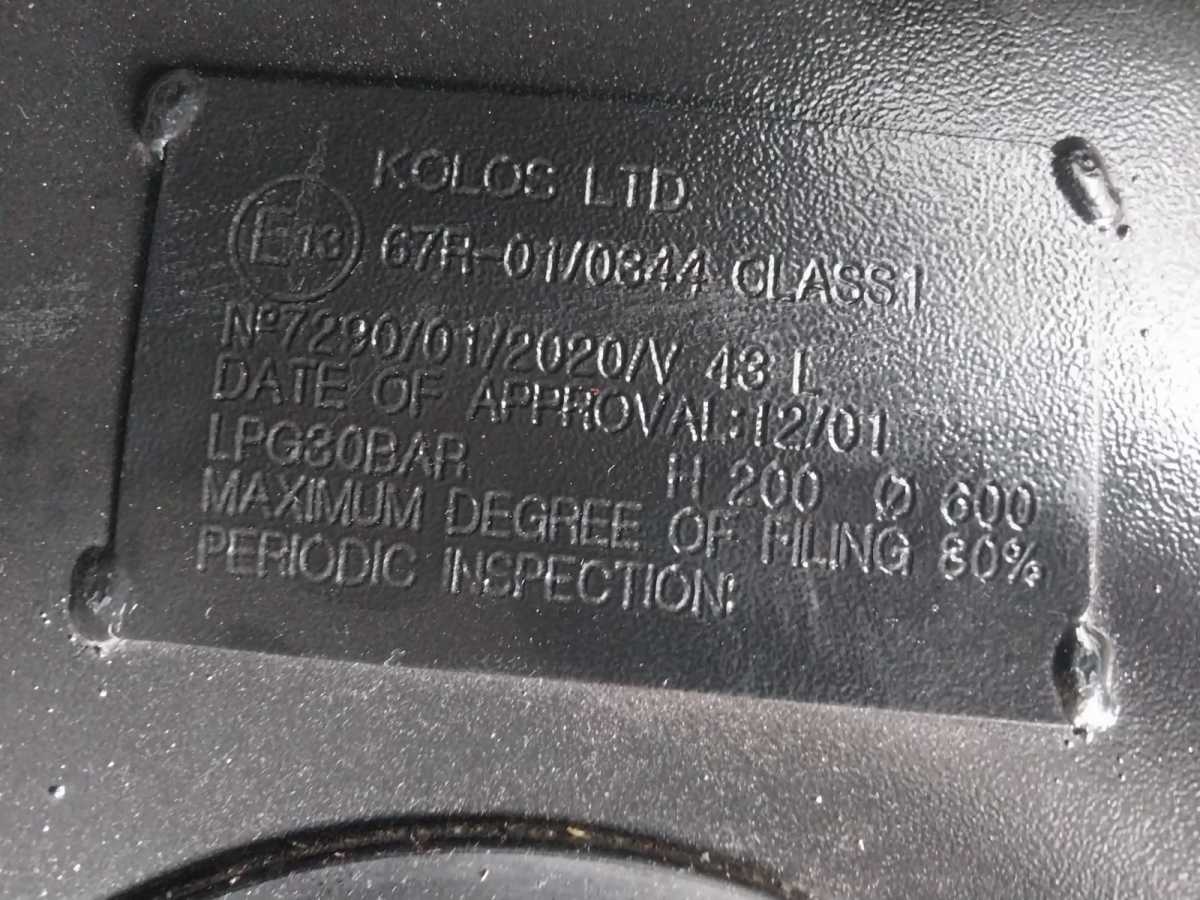 KOLOS LTD
E13 67R-01/0344 CLASS1
Nº7290/01/2020/V 43 L
DATE OF APPROVAL:12/01
LPG30BAR H 200 Ø 600
MAXIMUM DEGREE OF FILING 80%
PERIODIC INSPECTION: